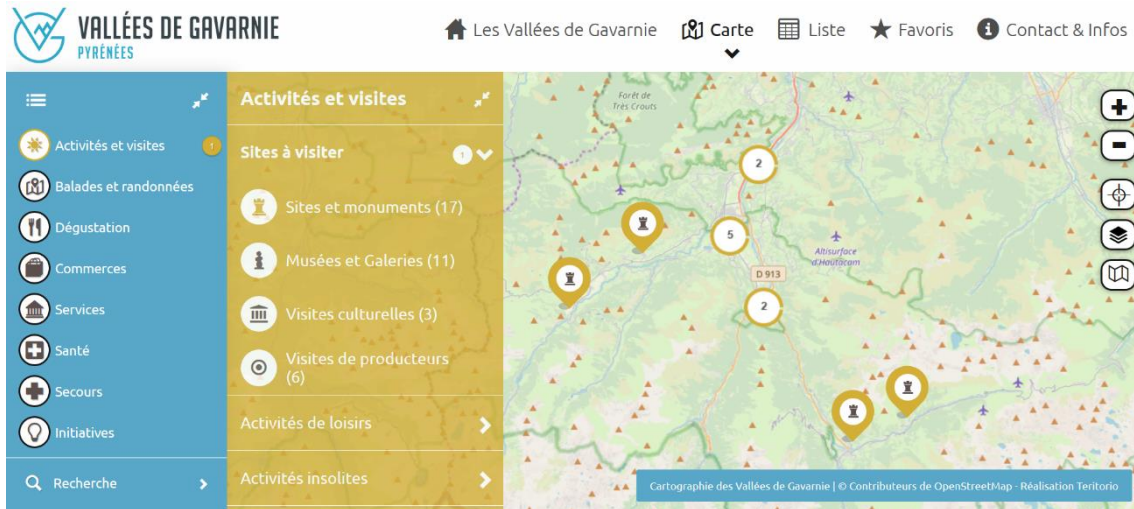 VALLÉES DE GAVARNIE
PYRÉNÉES
Les Vallées de Gavarnie
Carte
Liste
Favoris
Contact & Infos
Activités et visites
1
Balades et randonnées
Dégustation
Commerces
Services
Santé
Secours
Initiatives
Recherche
Activités et visites
Sites à visiter
1
Sites et monuments (17)
Musées et Galeries (11)
Visites culturelles (3)
Visites de producteurs
(6)
Activités de loisirs
Activités insolites
Forêt de
Très Crouts
2
5
Altisurface
d'Hautacam
D 913
2
Cartographie des Vallées de Gavarnie | © Contributeurs de OpenStreetMap - Réalisation Teritorio